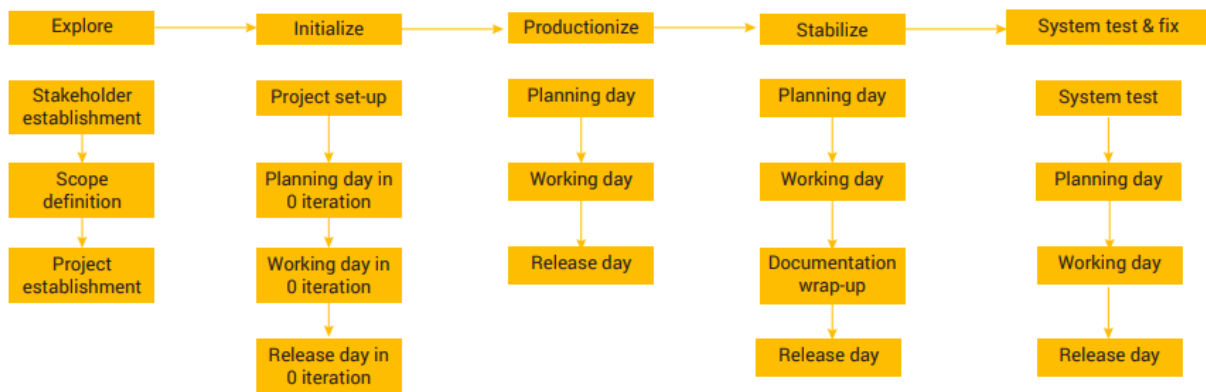 Explore
Initialize
Productionize
Stabilize
System test & fix
Stakeholder
establishment
Scope
definition
Project
establishment
Project set-up
Planning day in
0 iteration
Working day in
0 iteration
Release day in
0 iteration
Planning day
Working day
Release day
Planning day
Working day
Documentation
wrap-up
Release day
System test
Planning day
Working day
Release day